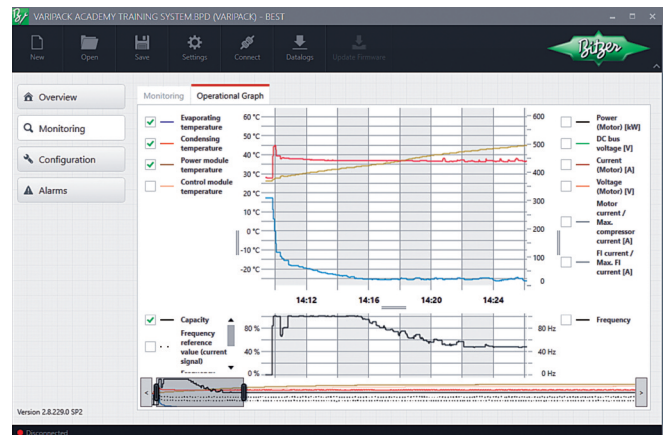 VARIPACK ACADEMY TRAINING SYSTEM.BPD (VARIPACK) - BEST
New
Open
Save
Settings
Connect
Datalogs
Update Firmware
Bitzer
Overview
Monitoring
Configuration
Alarms
Monitoring
Operational Graph
Evaporating
temperature
Condensing
temperature
Power module
temperature
Control module
temperature
60 °C
50 °C
40 °C
30 °C
20 °C
10 °C
0 °C
-10 °C
-20 °C
600
500
400
300
200
100
0
Power
(Motor) [kW]
DC bus
voltage [V]
Current
(Motor) [A]
Voltage
(Motor) [V]
Motor
current /
Max.
compressor
current [A]
FI current /
Max. FI
current [A]
14:12
14:16
14:20
14:24
Capacity
Frequency
reference
value (current
signal)
80 %
40 %
0 %
80 Hz
40 Hz
0 Hz
Frequency
Version 2.8.229.0 SP2
Disconnected